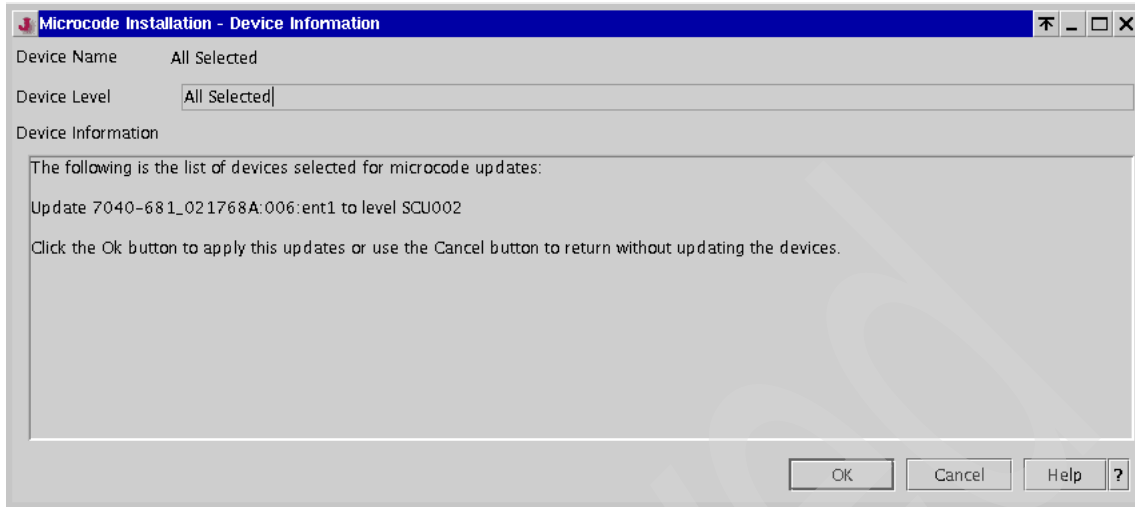 Microcode Installation - Device Information
Device Name All Selected
Device Level All Selected
Device Information
The following is the list of devices selected for microcode updates:
Update 7040-681_021768A:006:ent1 to level SCU002
Click the Ok button to apply this updates or use the Cancel button to return without updating the devices.
OK Cancel Help ?